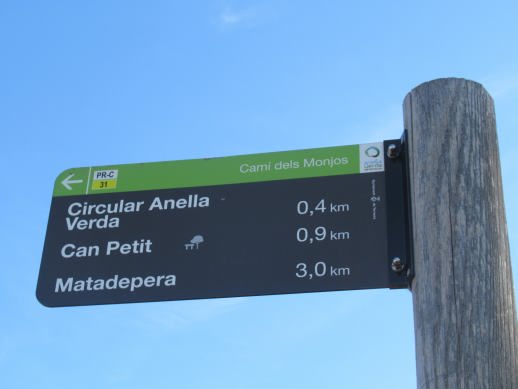 PR-C
31
Camí dels Monjos
Circular Anella
Verda
0,4 km
Can Petit
0,9 km
Matadepera
3,0 km